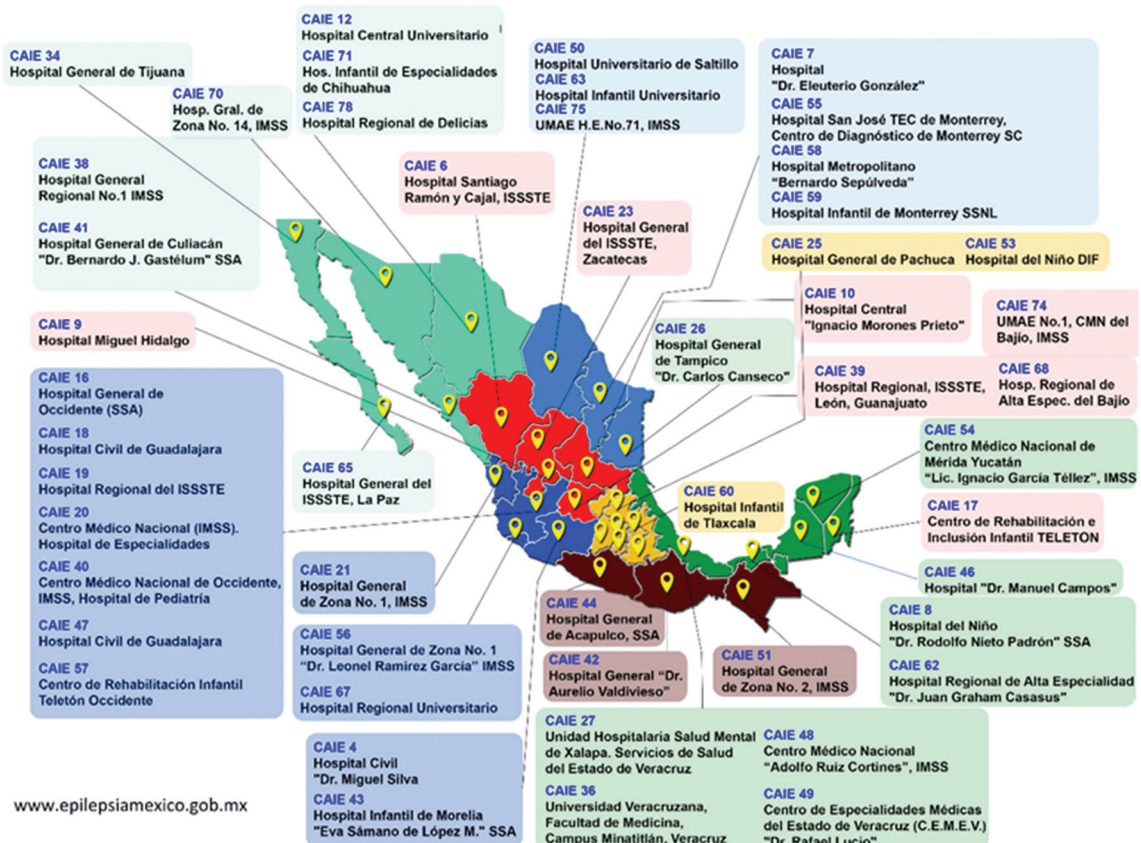 CAIE 34
Hospital General de Tijuana
CAIE 70
Hosp. Gral. de
Zona No. 14, IMSS
CAIE 12
Hospital Central Universitario
CAIE 71
Hos. Infantil de Especialidades
de Chihuahua
CAIE 78
Hospital Regional de Delicias
CAIE 50
Hospital Universitario de Saltillo
CAIE 63
Hospital Infantil Universitario
CAIE 75
UMAE H.E.No.71, IMSS
CAIE 7
Hospital
"Dr. Eleuterio González"
CAIE 55
Hospital San José TEC de Monterrey,
Centro de Diagnóstico de Monterrey SC
CAIE 58
Hospital Metropolitano
“Bernardo Sepúlveda”
CAIE 59
Hospital Infantil de Monterrey SSNL
CAIE 38
Hospital General
Regional No.1 IMSS
CAIE 41
Hospital General de Culiacán
"Dr. Bernardo J. Gastélum" SSA
CAIE 6
Hospital Santiago
Ramón y Cajal, ISSSTE
CAIE 23
Hospital General
del ISSSTE,
Zacatecas
CAIE 25
Hospital General de Pachuca
CAIE 53
Hospital del Niño DIF
CAIE 9
Hospital Miguel Hidalgo
CAIE 26
Hospital General
de Tampico
"Dr. Carlos Canseco"
CAIE 10
Hospital Central
"Ignacio Morones Prieto"
CAIE 74
UMAE No.1, CMN del
Bajío, IMSS
CAIE 39
Hospital Regional, ISSSTE,
León, Guanajuato
CAIE 68
Hosp. Regional de
Alta Espec. del Bajío
CAIE 16
Hospital General de
Occidente (SSA)
CAIE 18
Hospital Civil de Guadalajara
CAIE 19
Hospital Regional del ISSSTE
CAIE 20
Centro Médico Nacional (IMSS).
Hospital de Especialidades
CAIE 40
Centro Médico Nacional de Occidente,
IMSS, Hospital de Pediatría
CAIE 47
Hospital Civil de Guadalajara
CAIE 57
Centro de Rehabilitación Infantil
Teletón Occidente
CAIE 65
Hospital General del
ISSSTE, La Paz
CAIE 60
Hospital Infantil
de Tlaxcala
CAIE 54
Centro Médico Nacional de
Mérida Yucatán
“Lic. Ignacio García Téllez”, IMSS
CAIE 17
Centro de Rehabilitación e
Inclusión Infantil TELETON
CAIE 46
Hospital "Dr. Manuel Campos"
CAIE 21
Hospital General
de Zona No. 1, IMSS
CAIE 44
Hospital General
de Acapulco, SSA
CAIE 8
Hospital del Niño
"Dr. Rodolfo Nieto Padrón" SSA
CAIE 62
Hospital Regional de Alta Especialidad
"Dr. Juan Graham Casasus"
CAIE 56
Hospital General de Zona No. 1
“Dr. Leonel Ramírez García” IMSS
CAIE 67
Hospital Regional Universitario
CAIE 42
Hospital General “Dr.
Aurelio Valdivieso”
CAIE 51
Hospital General
de Zona No. 2, IMSS
CAIE 4
Hospital Civil
"Dr. Miguel Silva
CAIE 43
Hospital Infantil de Morelia
"Eva Sámano de López M." SSA
CAIE 27
Unidad Hospitalaria Salud Mental
de Xalapa. Servicios de Salud
del Estado de Veracruz
CAIE 36
Universidad Veracruzana,
Facultad de Medicina,
Campus Minatitlán, Veracruz
CAIE 48
Centro Médico Nacional
“Adolfo Ruíz Cortines”, IMSS
CAIE 49
Centro de Especialidades Médicas
del Estado de Veracruz (C.E.M.E.V.)
"Dr. Rafael Lucio"
www.epilepsiamexico.gob.mx